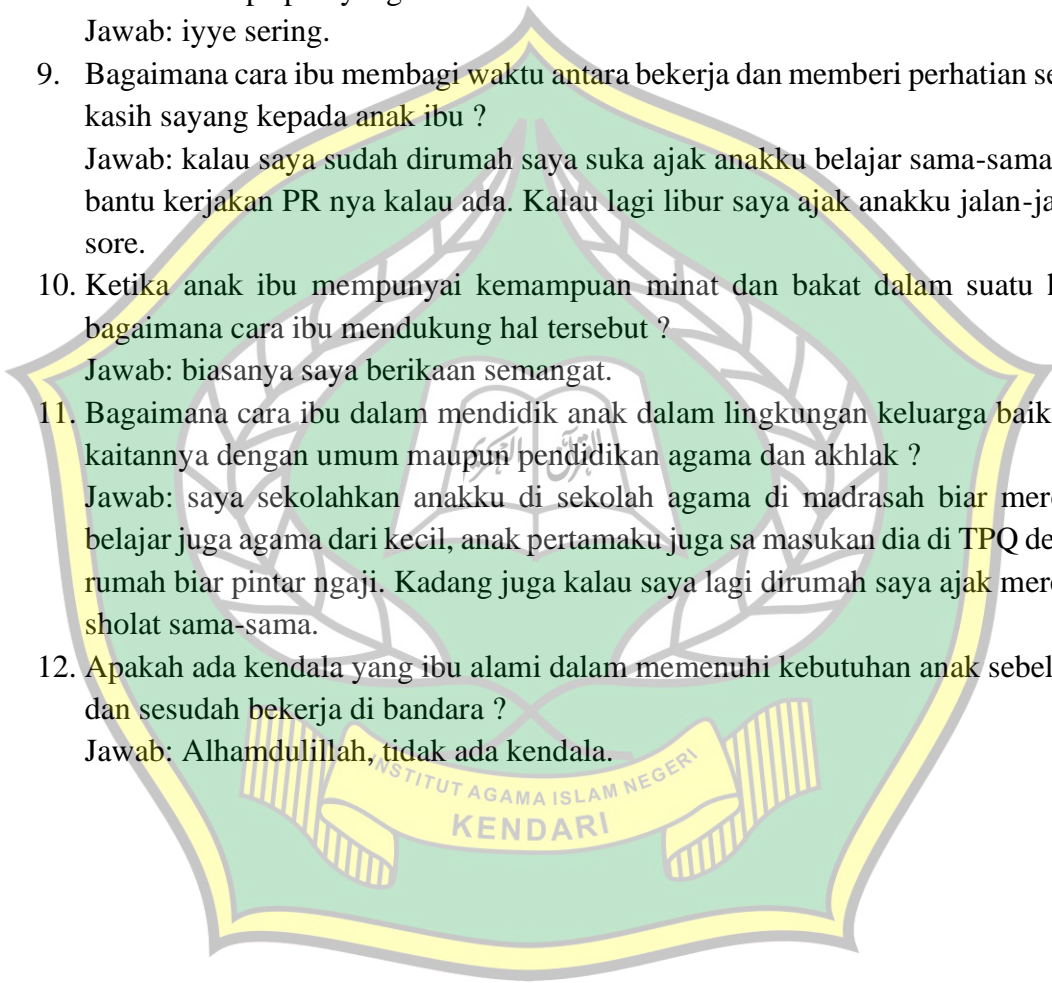 Jawab: iyye sering.
9. Bagaimana cara ibu membagi waktu antara bekerja dan memberi perhatian
kasih sayang kepada anak ibu ?
Jawab: kalau saya sudah dirumah saya suka ajak anakku belajar sama-sama
bantu kerjakan PR nya kalau ada. Kalau lagi libur saya ajak anakku
sore.
10. Ketika anak ibu mempunyai kemampuan minat dan bakat dalam suatu
bagaimana cara ibu mendukung hal tersebut ?
Jawab: biasanya saya berikaan semangat.
11. Bagaimana cara ibu dalam mendidik anak dalam lingkungan keluarga baik
kaitannya dengan umum maupun pendidikan agama dan akhlak ?
Jawab: saya sekolahkan anakku di sekolah agama di madrasah biar
belajar juga agama dari kecil, anak pertamaku juga sa masukan dia di TPQ
rumah biar pintar ngaji. Kadang juga kalau saya lagi dirumah saya ajak
sholat sama-sama.
12. Apakah ada kendala yang ibu alami dalam memenuhi kebutuhan anak
dan sesudah bekerja di bandara ?
Jawab: Alhamdulillah, tidak ada kendala.
INSTITUT AGAMA ISLAM NEGERI
KENDARI